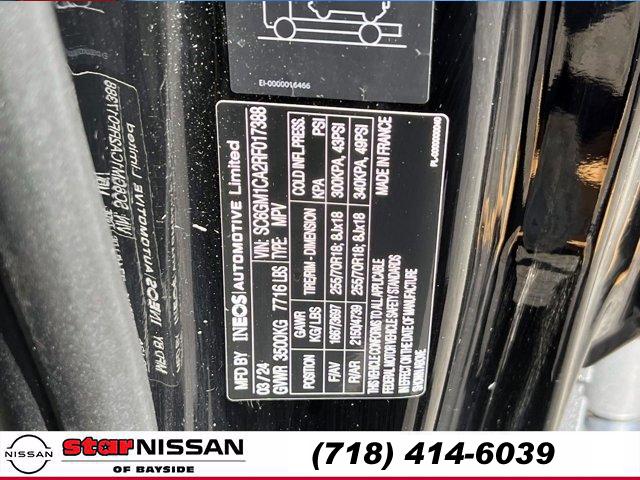 EI-0000016466
MFD BY INEOS AUTOMOTIVE Limited
03 / 24 VIN: SC6GM1CA2RF017388
GVWR 3500KG 7716 LBS TYPE: MPV
POSITION GAWR KG/ LBS TIRE/RIM - DIMENSION COLD INFL.PRESS. KPA PSI
F/AV 1667/3697 255/70R18; 8Jx18 300KPA, 43PSI
R/AR 2150/4739 255/70R18; 8Jx18 340KPA, 49PSI
THIS VEHICLE CONFORMS TO ALL APPLICABLE
FEDERAL MOTOR VEHICLE SAFETY STANDARDS
IN EFFECT ON THE DATE OF MANUFACTURE
SHOWN NONE.
MADE IN FRANCE
NISSAN
star NISSAN
OF BAYSIDE
(718) 414-6039